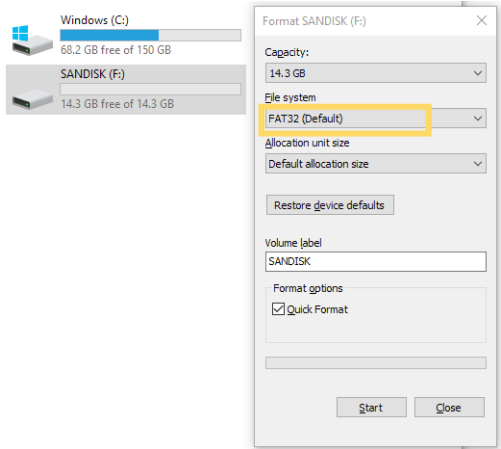 Windows (C:)
68.2 GB free of 150 GB
SANDISK (F:)
14.3 GB free of 14.3 GB
Format SANDISK (F:)
Capacity:
14.3 GB
File system
FAT32 (Default)
Allocation unit size
Default allocation size
Restore device defaults
Volume label
SANDISK
Format options
Quick Format
Start
Close